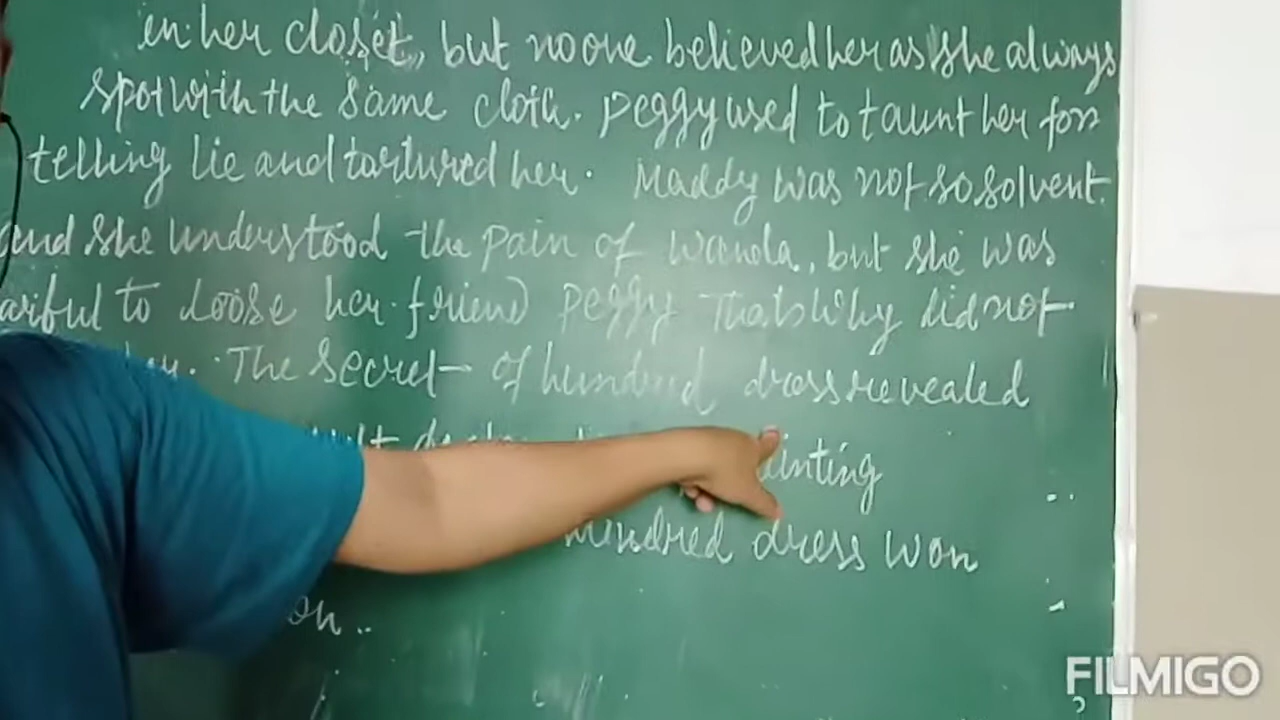 in her closet, but no one believed her as she always
spot with the same cloth. Peggy used to taunt her for
telling lie and tortured her. Maddy was not so solvent.
and she understood the pain of Wanda, but she was
to loose her friend Peggy Thats why did not
The secret of hundred dress revealed
hundred dress won
FILMIGO